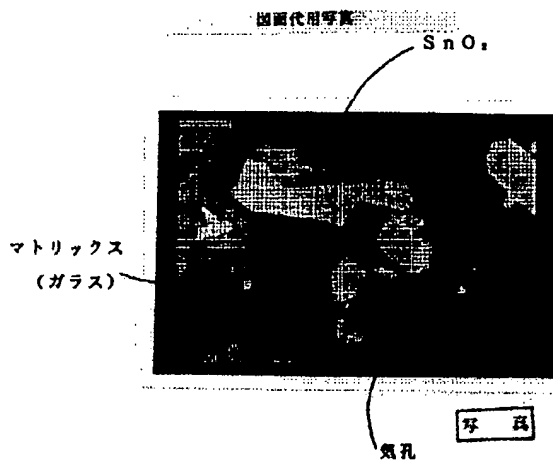 図面代用写真
SnO₂
マトリックス
(ガラス)
気孔
写真